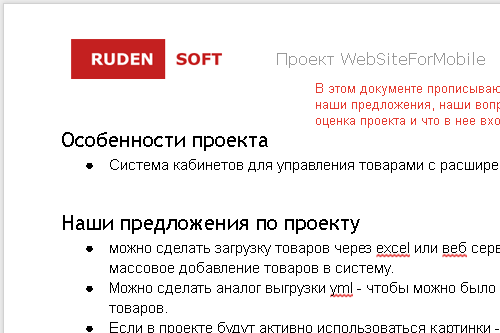 RUDEN SOFT Проект WebSiteForMobile
В этом документе прописываю
наши предложения, наши вопр
оценка проекта и что в нее вхо
Особенности проекта
● Система кабинетов для управления товарами с расшире
Наши предложения по проекту
● можно сделать загрузку товаров через excel или веб серв
массовое добавление товаров в систему.
● Можно сделать аналог выгрузки yml - чтобы можно было
товаров.
● Если в проекте будут активно использоваться картинки -